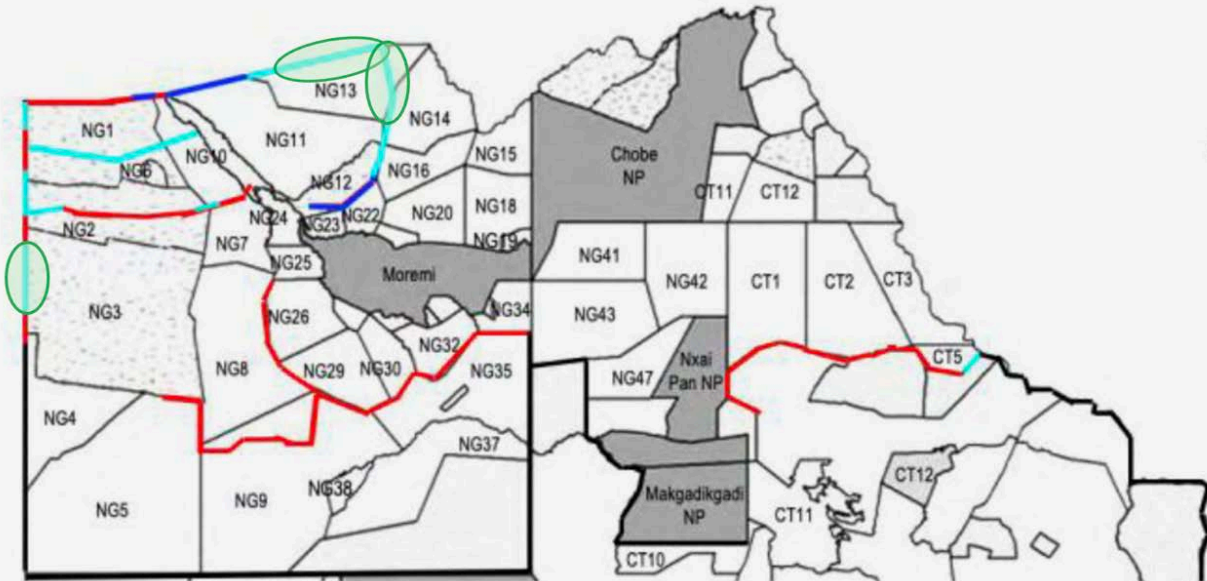 NG13
NG1
NG14
NG11
NG10
NG15
Chobe
NP
NG6
NG16
NG12
CT11
CT12
NG20
NG18
NG24
NG23
NG22
NG2
NG7
NG19
NG41
NG25
Moremi
NG42
CT1
CT2
CT3
NG3
NG26
NG34
NG43
NG32
CT5
NG8
NG29
NG30
NG35
Nxai
Pan NP
NG47
NG4
NG37
CT12
NG5
NG9
NG38
Makgadikgadi
NP
CT11
CT10